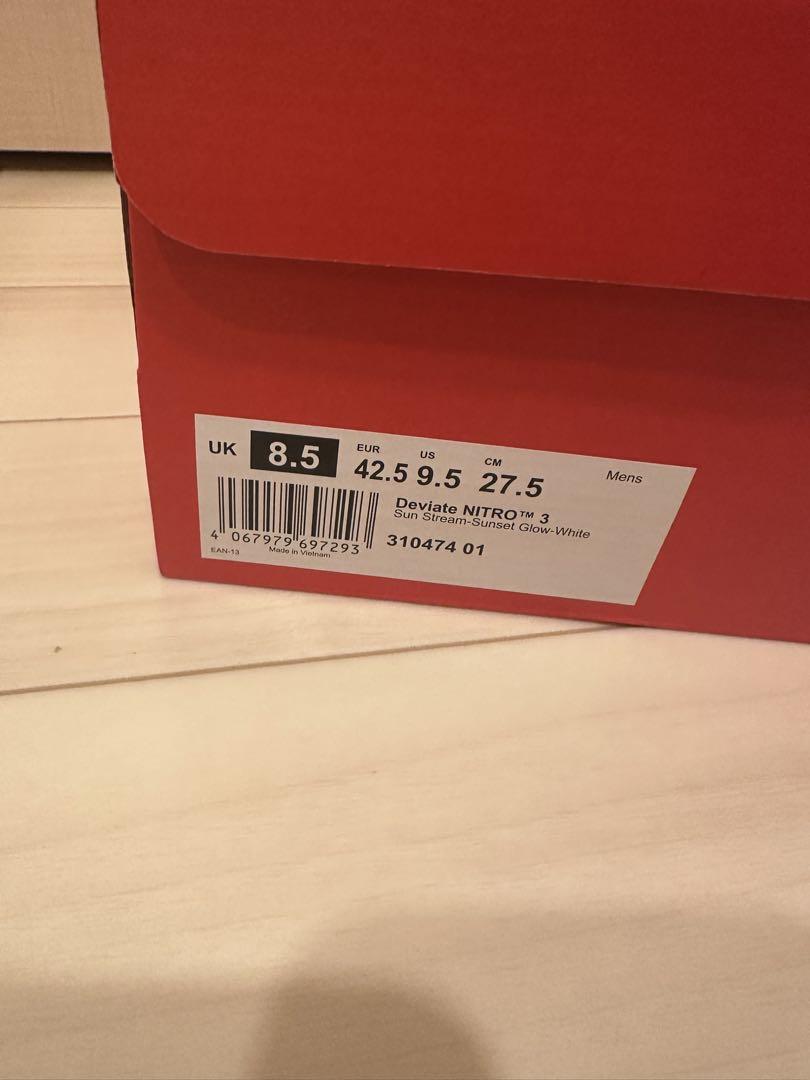 UK 8.5 EUR 42.5 US 9.5 CM 27.5 Mens
Deviate NITRO™ 3
Sun Stream-Sunset Glow-White
310474 01
4 067979 697293
EAN-13 Made in Vietnam